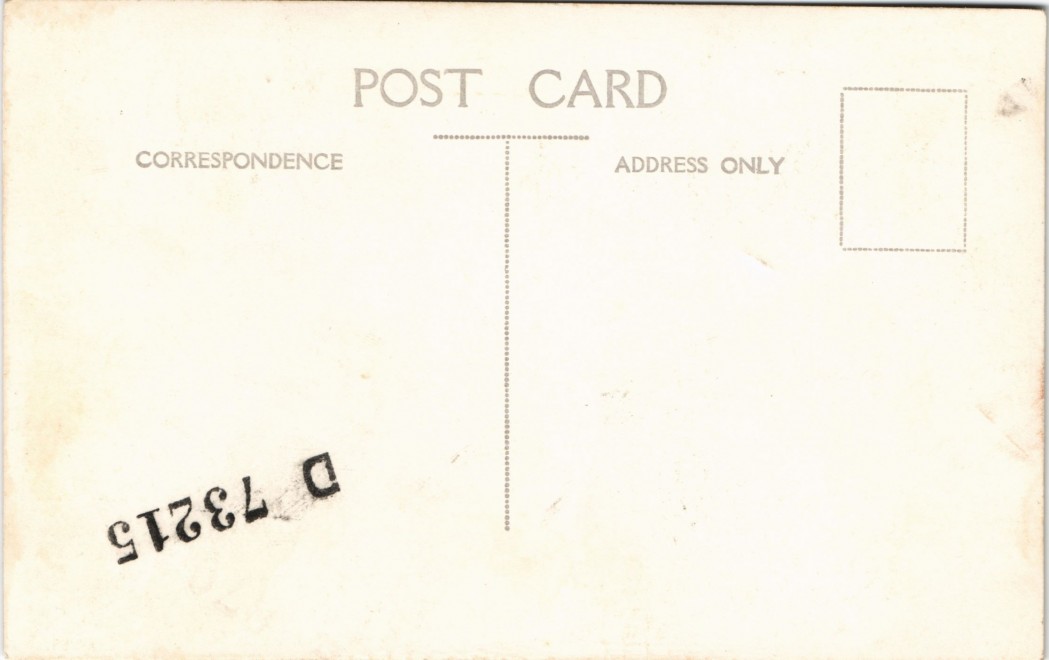 POST CARD
CORRESPONDENCE
ADDRESS ONLY
D 73215